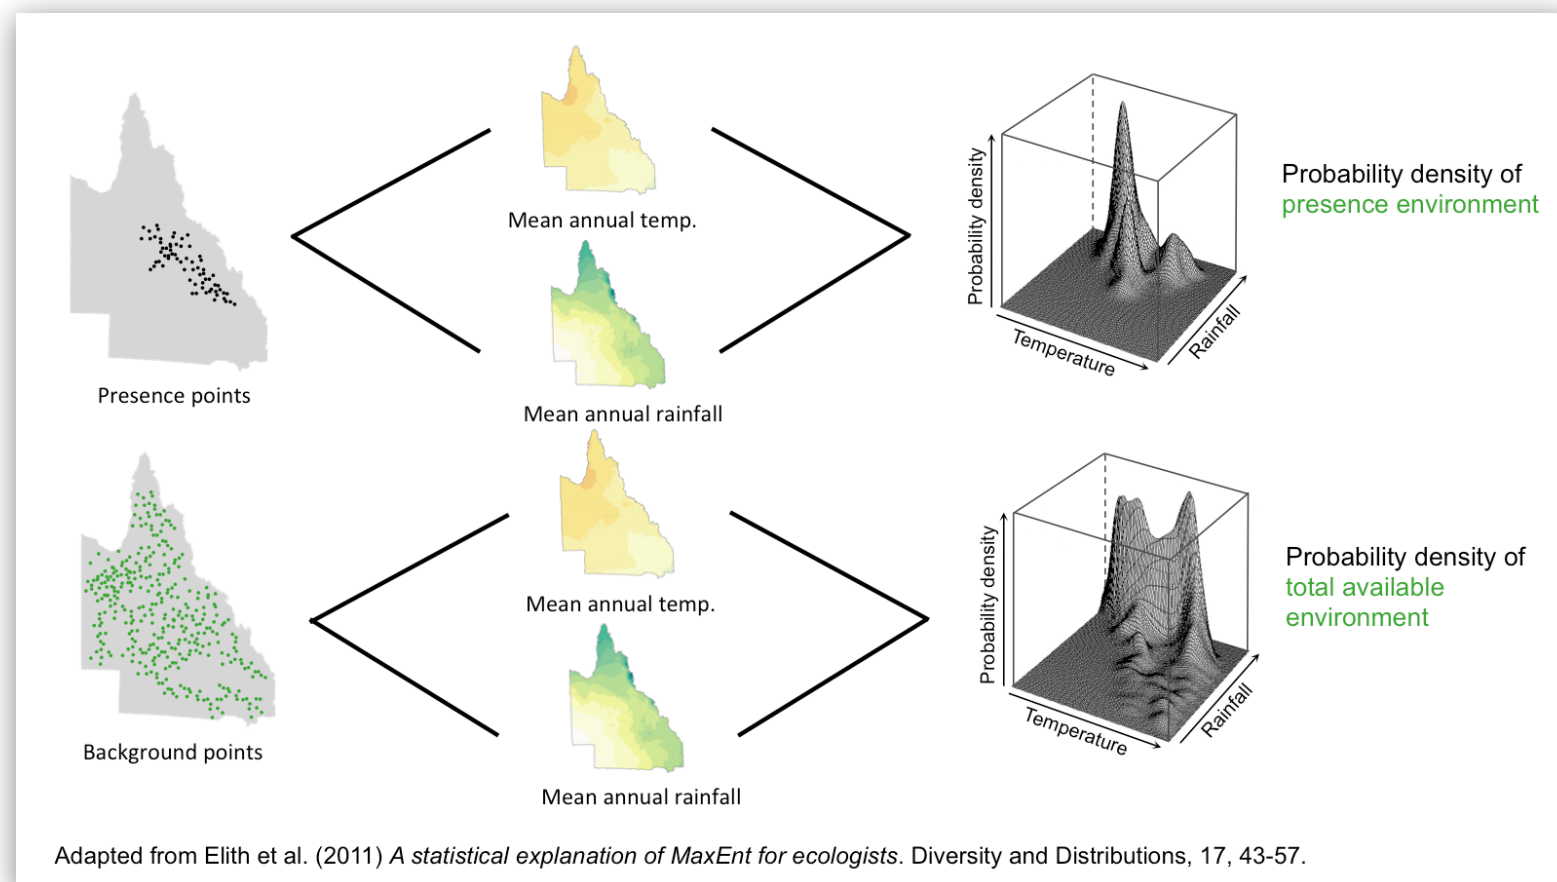 Mean annual temp.
Presence points
Mean annual rainfall
Probability density
Temperature
Rainfall
Probability density of
presence environment
Mean annual temp.
Background points
Mean annual rainfall
Probability density
Temperature
Rainfall
Probability density of
total available
environment
Adapted from Elith et al. (2011) A statistical explanation of MaxEnt for ecologists. Diversity and Distributions, 17, 43-57.